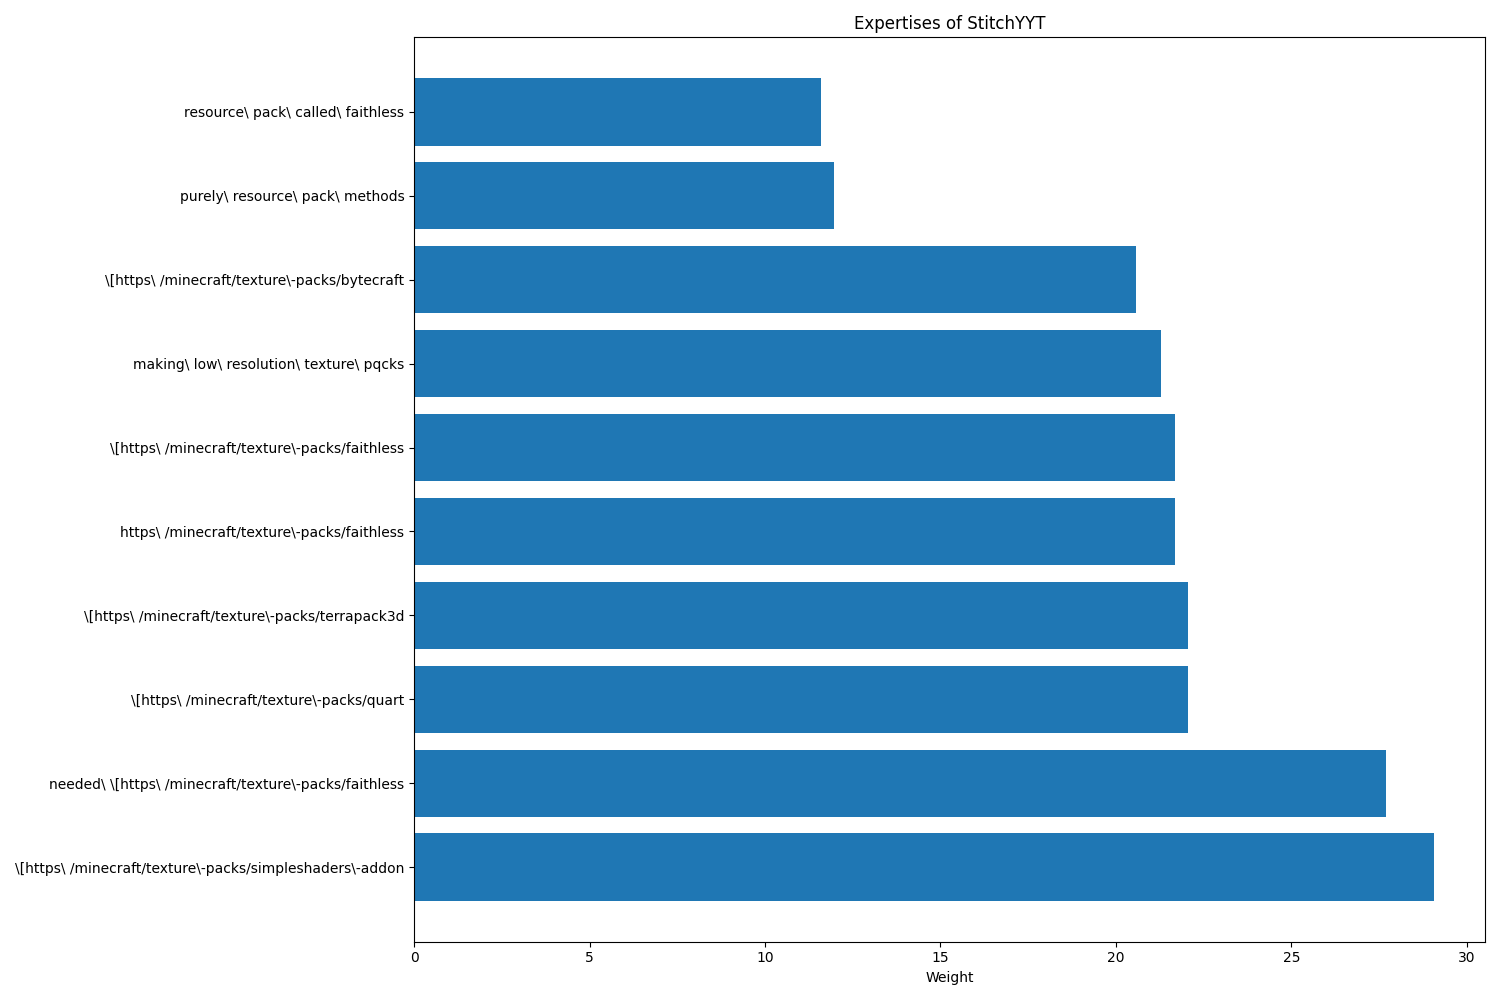 Expertises of StitchYYT
resource\ pack\ called\ faithless
purely\ resource\ pack\ methods
\[https\ /minecraft/texture\-packs/bytecraft
making\ low\ resolution\ texture\ pqcks
\[https\ /minecraft/texture\-packs/faithless
https\ /minecraft/texture\-packs/faithless
\[https\ /minecraft/texture\-packs/terrapack3d
\[https\ /minecraft/texture\-packs/quart
needed\ \[https\ /minecraft/texture\-packs/faithless
\[https\ /minecraft/texture\-packs/simpleshaders\-addon
0 5 10 15 20 25 30
Weight